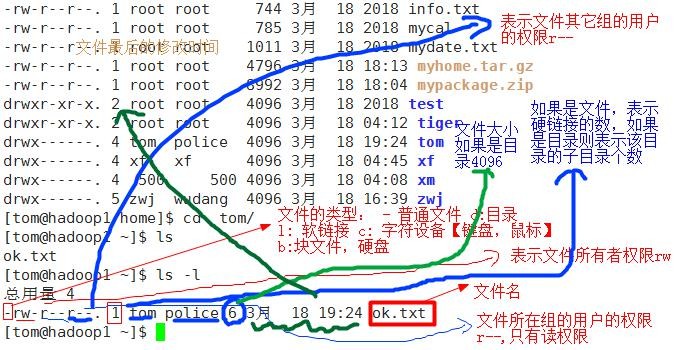 -rw-r--r--. 1 root root 744 3月 18 2018 info.txt
-rw-r--r--. 1 root root 785 3月 18 2018 mycal
表示文件其它组的用户
的权限r---
-rw-r--r--. 1 root root 1011 3月 18 2018 mydate.txt
文件最后的修改时间
-rw-r--r--. 1 root root 4796 3月 18 18:13 myhome.tar.gz
-rw-r--r--. 1 root root 8992 3月 18 18:04 mypackage.zip
drwxr-xr-x. 2 root root 4096 3月 18 2018 test
drwxr-xr-x. 2 root root 4096 3月 18 04:12 tiger
drwx------. 4 tom police 4096 3月 18 19:24 tom
drwx------. 4 xf xf 4096 3月 18 04:45 xf
drwx------. 4 500 500 4096 3月 18 04:08 xm
drwx------. 5 zwj wudang 4096 3月 18 16:39 zwj
文件大小
如果是目
录4096
如果是文件，表示
硬链接的数，如果
是目录则表示该目
录的子目录个数
[tom@hadoop1 home]$ cd tom/
[tom@hadoop1 ~]$ ls
ok.txt
文件的类型： - 普通文件 d:目录
l: 软链接 c: 字符设备【键盘，鼠标】
b:块文件，硬盘
[tom@hadoop1 ~]$ ls -l
表示文件所有者权限rw
总用量 4
文件名
-rw-r--r--. 1 tom police 6 3月 18 19:24 ok.txt
[tom@hadoop1 ~]$
文件所在组的用户的权限
r--,只有读权限